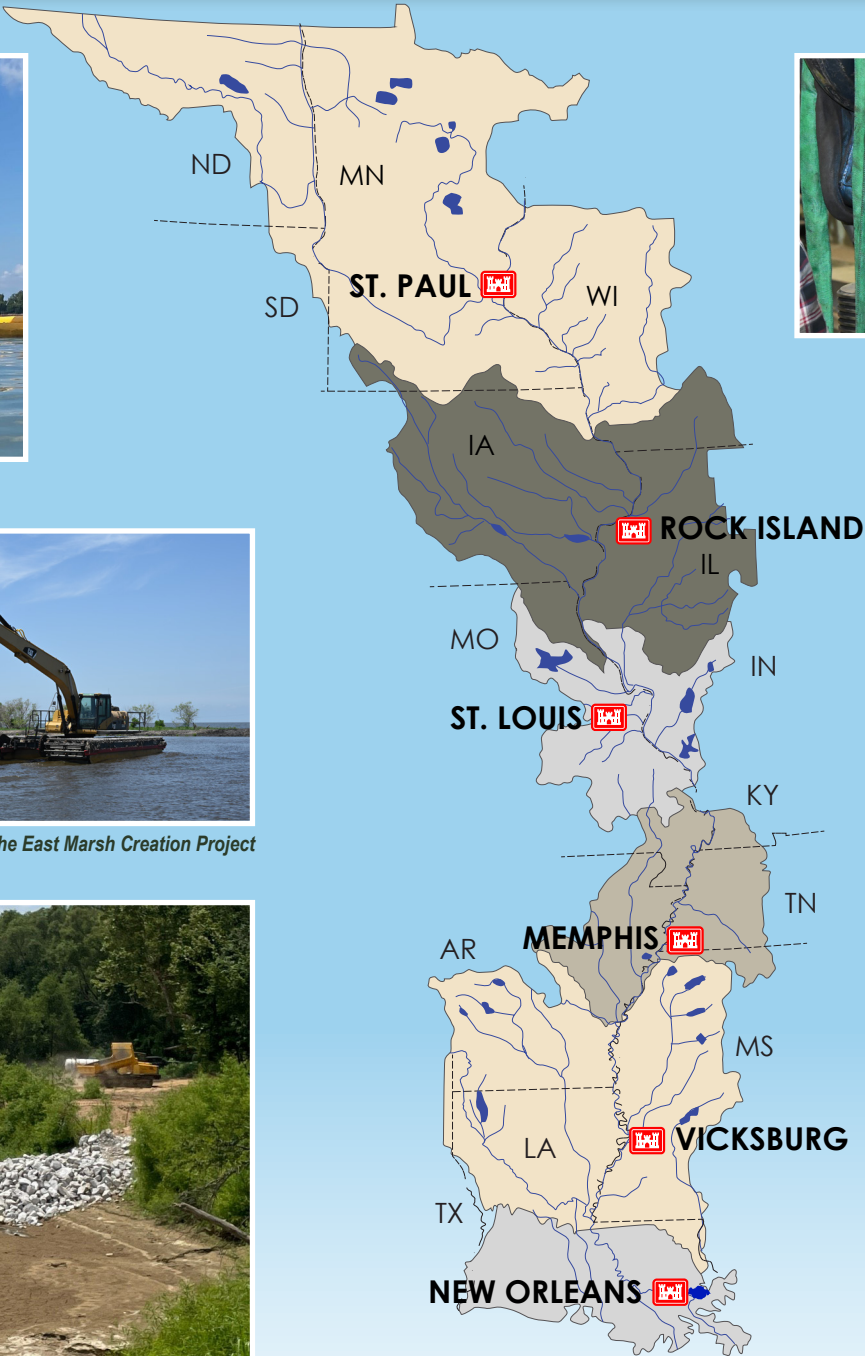 ND
MN
ST. PAUL
WI
SD
IA
ROCK ISLAND
IL
MO
IN
ST. LOUIS
KY
he East Marsh Creation Project
TN
MEMPHIS
AR
MS
VICKSBURG
LA
TX
NEW ORLEANS